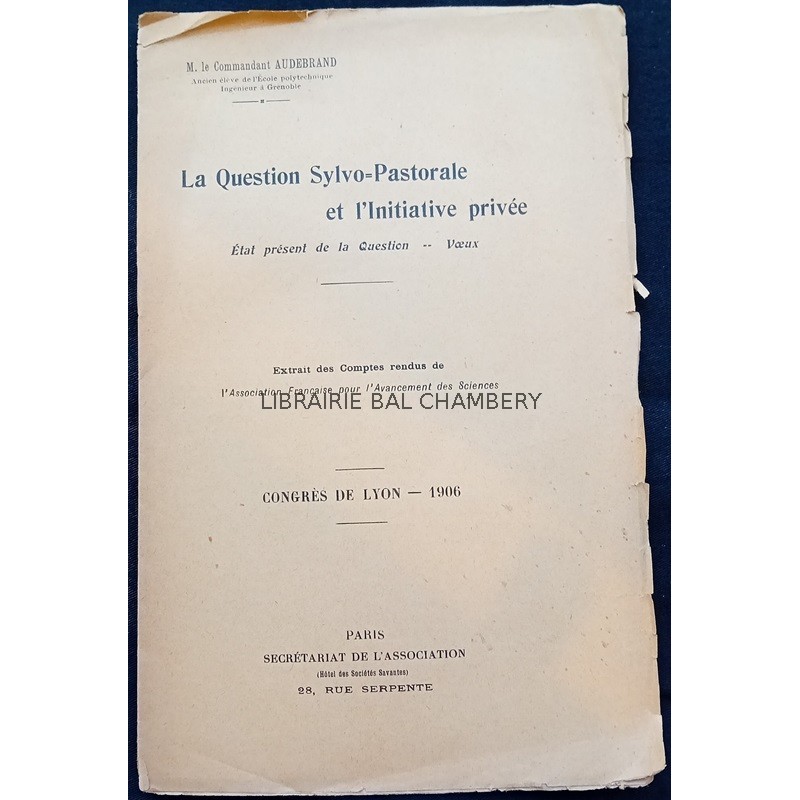 M. le Commandant AUDEBRAND
Ancien élève de l'École polytechnique
Ingénieur à Grenoble
La Question Sylvo=Pastorale
et l'Initiative privée
État présent de la Question -- Vœux
Extrait des Comptes rendus de
l'Association Française pour l'Avancement des Sciences
LIBRAIRIE BAL CHAMBERY
CONGRÈS DE LYON — 1906
PARIS
SECRÉTARIAT DE L'ASSOCIATION
(Hôtel des Sociétés Savantes)
28, RUE SERPENTE